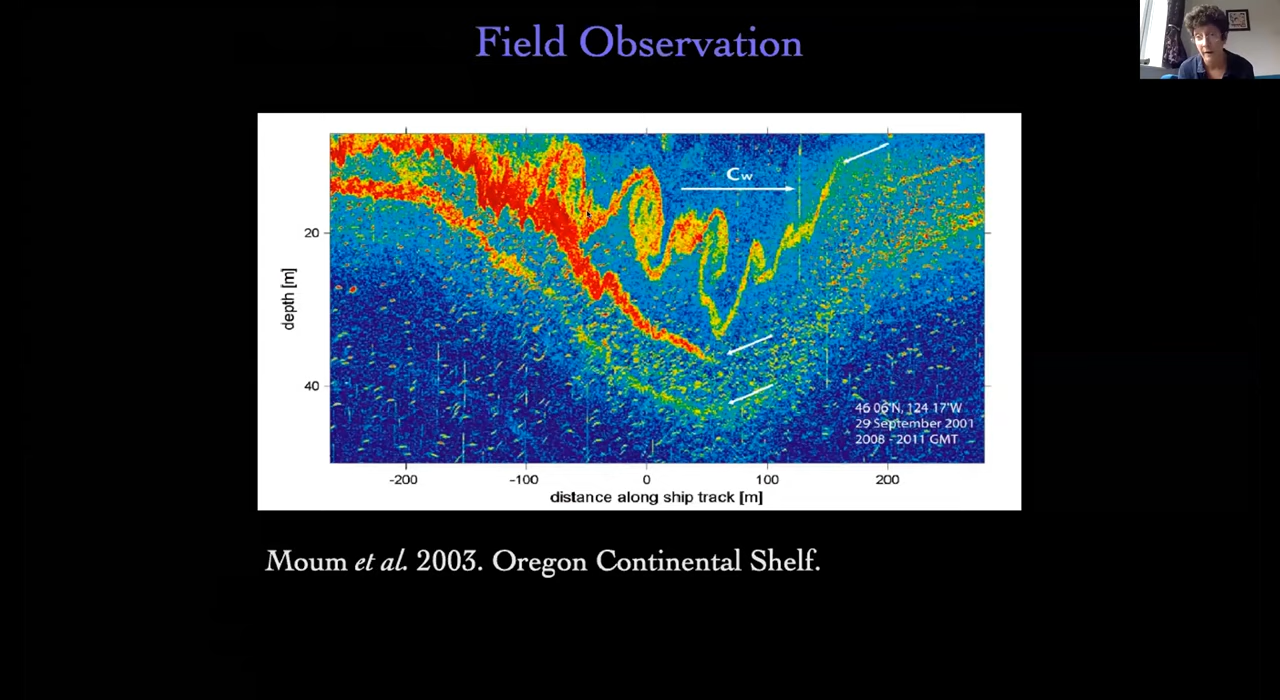 Field Observation
Cw
20
depth [m]
40
46 06'N, 124 17'W
29 September 2001
2008 - 2011 GMT
-200
-100
0
100
200
distance along ship track [m]
Moum et al. 2003. Oregon Continental Shelf.